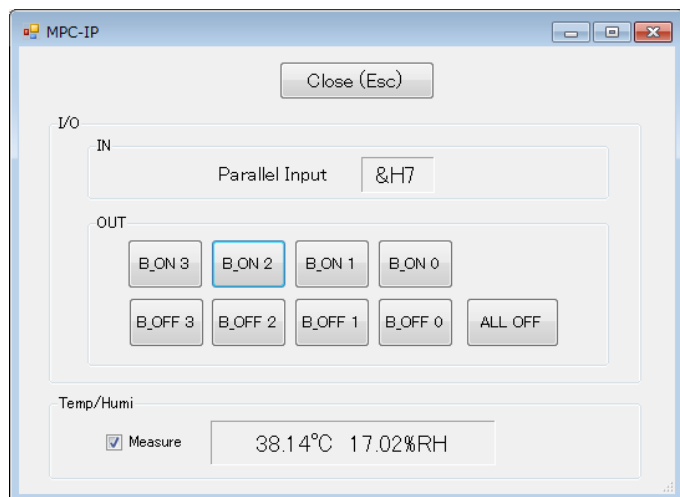 MPC-IP
Close (Esc)
I/O
IN
Parallel Input &H7
OUT
B_ON 3 B_ON 2 B_ON 1 B_ON 0
B_OFF 3 B_OFF 2 B_OFF 1 B_OFF 0 ALL OFF
Temp/Humi
Measure 38.14°C 17.02%RH